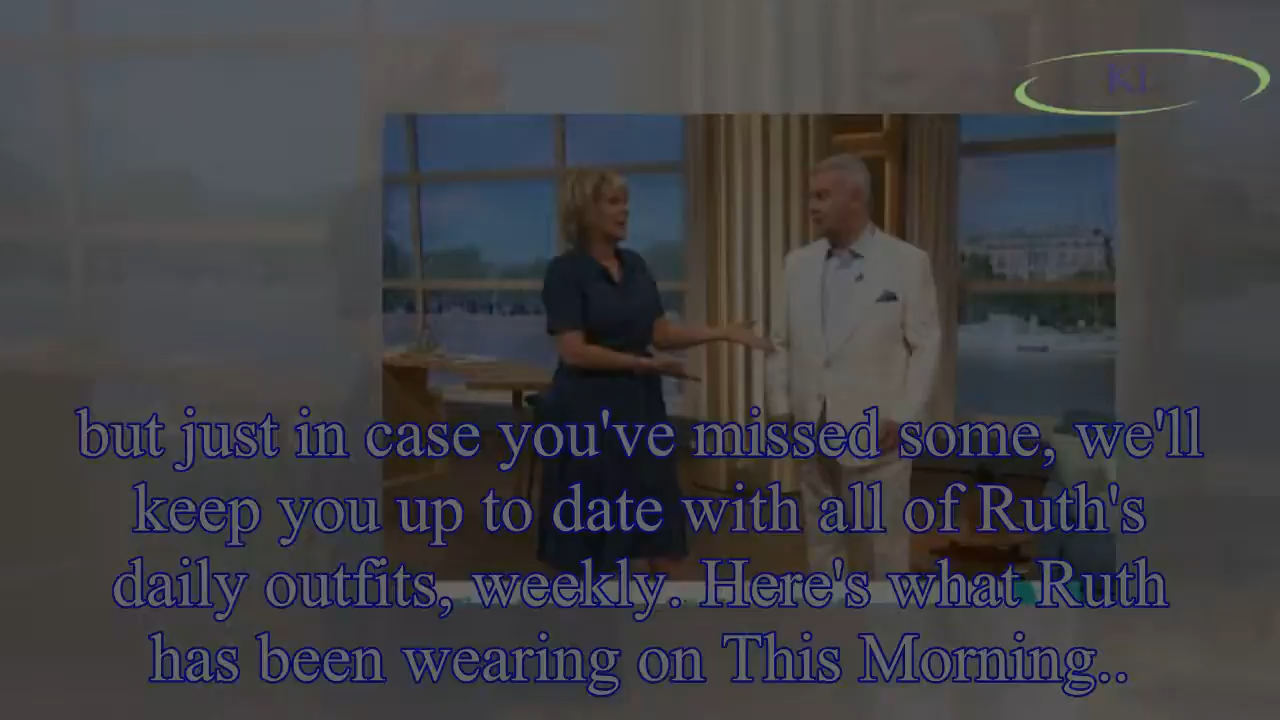 KL
but just in case you've missed some, we'll
keep you up to date with all of Ruth's
daily outfits, weekly. Here's what Ruth
has been wearing on This Morning..